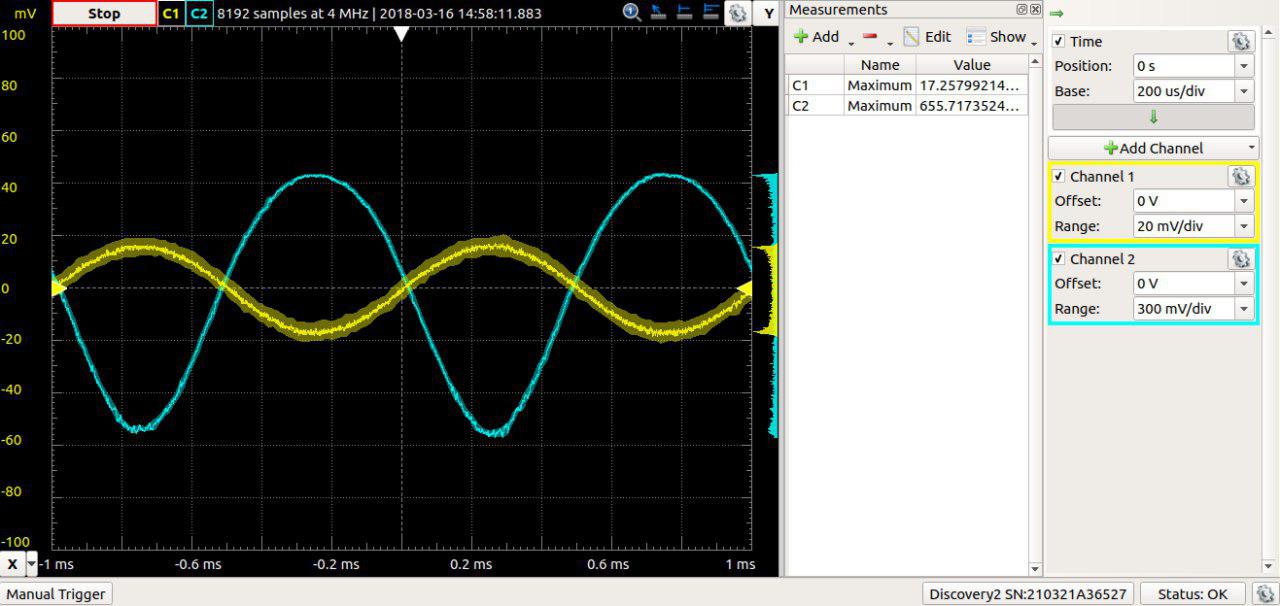 mV Stop C1 C2 8192 samples at 4 MHz | 2018-03-16 14:58:11.883 Y
100
80
60
40
20
0
-20
-40
-60
-80
-100
X -1 ms -0.6 ms -0.2 ms 0.2 ms 0.6 ms 1 ms
Manual Trigger
Measurements
Add Edit Show
Name Value
C1 Maximum 17.25799214...
C2 Maximum 655.7173524...
Time
Position: 0 s
Base: 200 us/div
Add Channel
Channel 1
Offset: 0 V
Range: 20 mV/div
Channel 2
Offset: 0 V
Range: 300 mV/div
Discovery2 SN:210321A36527 Status: OK